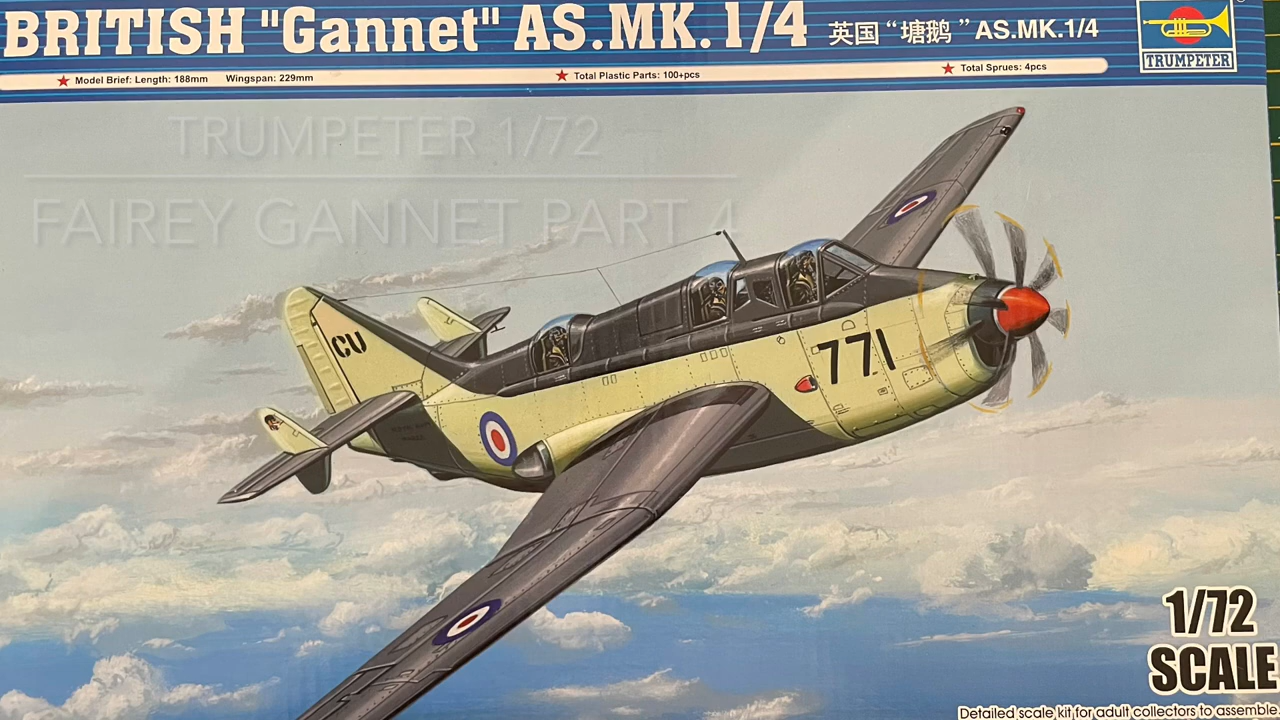 BRITISH "Gannet" AS.MK.1/4 英国“塘鹅”AS.MK.1/4
TRUMPETER
Model Brief: Length: 188mm Wingspan: 229mm
Total Plastic Parts: 100+pcs
Total Sprues: 4pcs
TRUMPETER 1/72
FAIREY GANNET PART 4
CU
771
1/72
SCALE
Detailed scale kit for adult collectors to assemble.